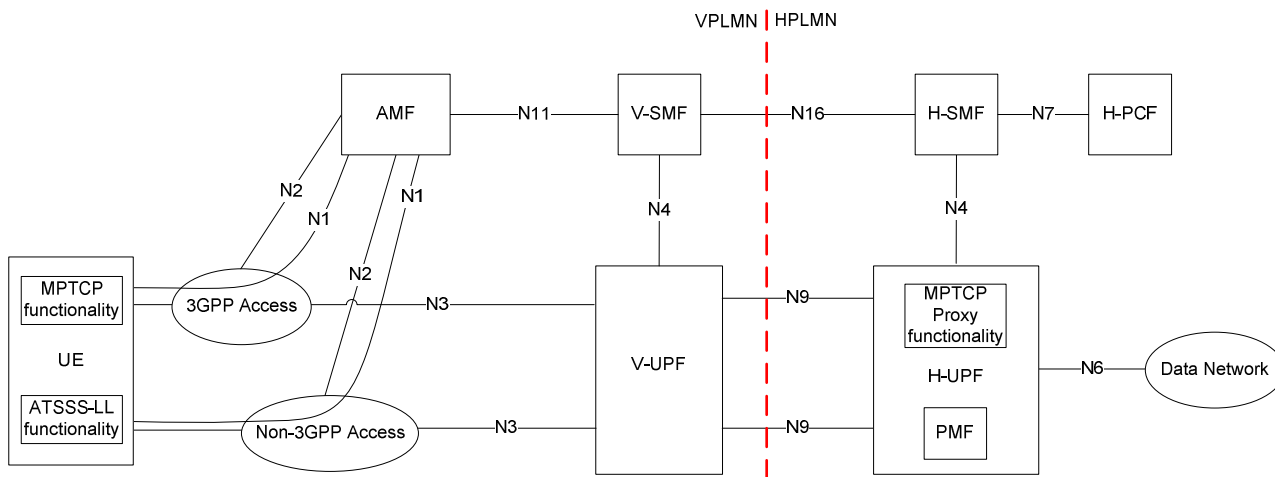 VPLMN HPLMN
AMF
N11
V-SMF
N16
H-SMF
N7
H-PCF
N2
N1
N1
N4
N4
N2
MPTCP
functionality
3GPP Access
N3
N9
MPTCP
Proxy
functionality
UE
V-UPF
H-UPF
N6
Data Network
ATSSS-LL
functionality
Non-3GPP Access
N3
N9
PMF